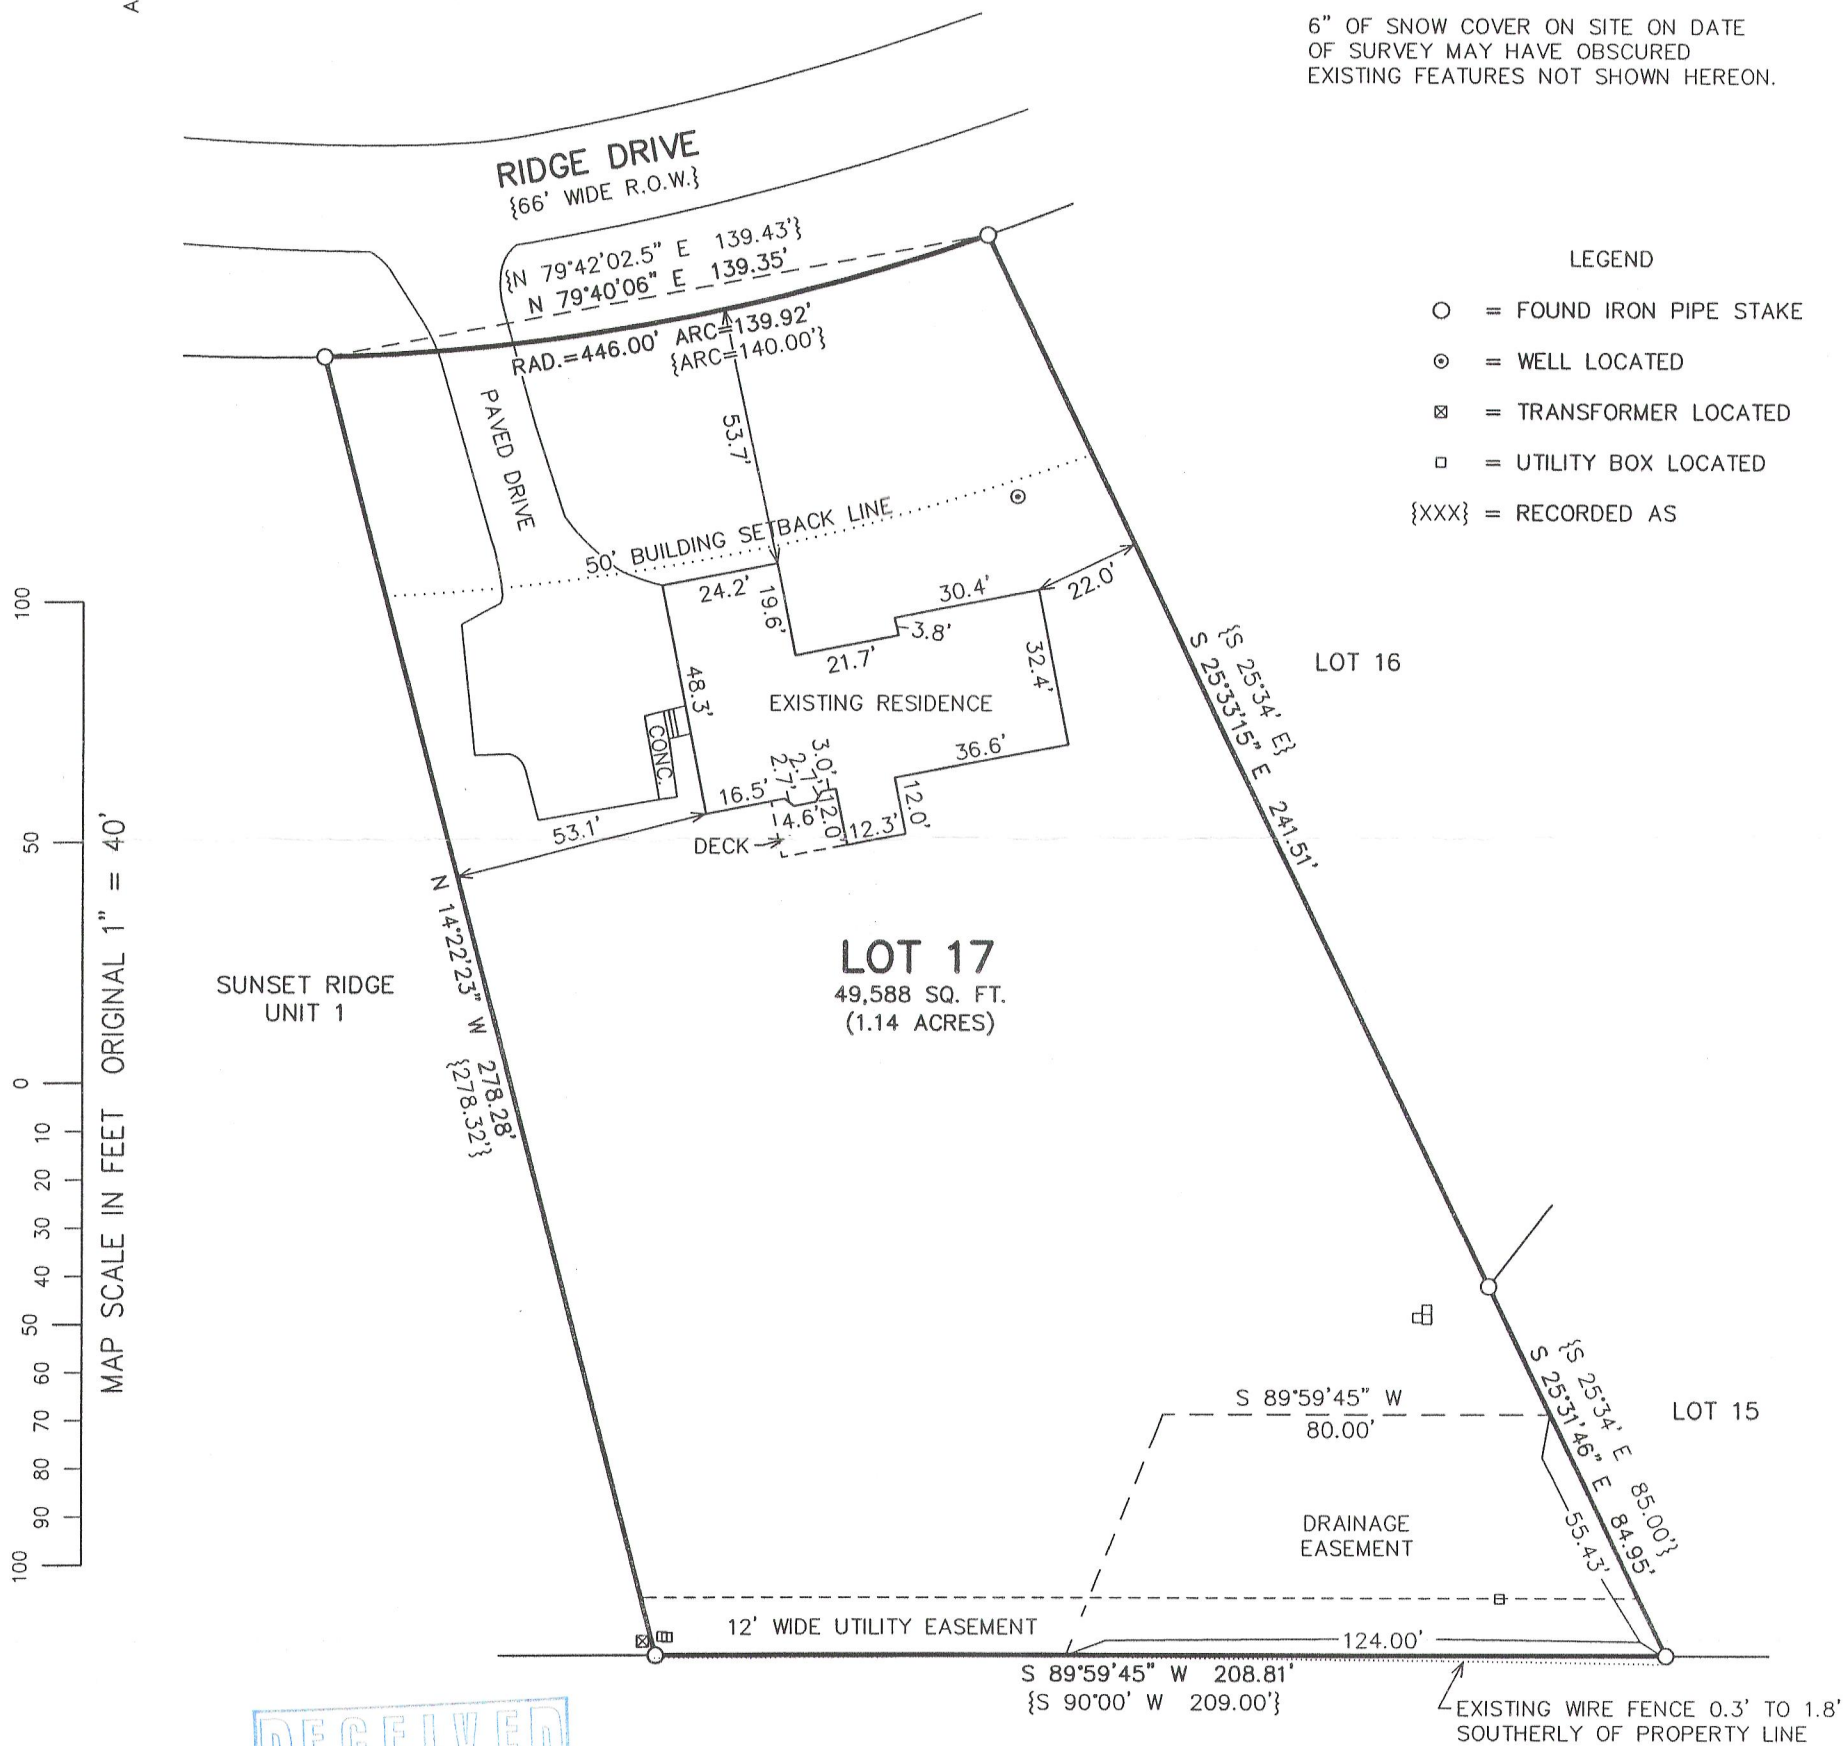 A
6" OF SNOW COVER ON SITE ON DATE
OF SURVEY MAY HAVE OBSCURED
EXISTING FEATURES NOT SHOWN HEREON.
RIDGE DRIVE
{66' WIDE R.O.W.}
{N 79°42'02.5" E 139.43'}
N 79°40'06" E 139.35'
RAD.=446.00' ARC=139.92'
{ARC=140.00'}
LEGEND
= FOUND IRON PIPE STAKE
= WELL LOCATED
= TRANSFORMER LOCATED
= UTILITY BOX LOCATED
{XXX} = RECORDED AS
PAVED DRIVE
53.7'
50' BUILDING SETBACK LINE
24.2'
19.6'
30.4'
22.0'
3.8'
21.7'
32.4'
48.3'
EXISTING RESIDENCE
CONC.
36.6'
16.5'
2.7'
2.7'
3.0'
4.6'
12.0'
12.3'
12.0'
53.1'
DECK
{S 25°34' E}
S 25°33'15" E 241.51'
LOT 16
LOT 17
49,588 SQ. FT.
(1.14 ACRES)
SUNSET RIDGE
UNIT 1
N 14°22'23" W 278.28'
{278.32'}
100
50
0
10
20
30
40
50
60
70
80
90
100
MAP SCALE IN FEET ORIGINAL 1" = 40'
{S 25°34' E 85.00'}
S 25°31'46" E 84.95'
LOT 15
S 89°59'45" W
80.00'
DRAINAGE
EASEMENT
55.43'
12' WIDE UTILITY EASEMENT
124.00'
S 89°59'45" W 208.81'
{S 90°00' W 209.00'}
EXISTING WIRE FENCE 0.3' TO 1.8'
SOUTHERLY OF PROPERTY LINE
RECEIVED